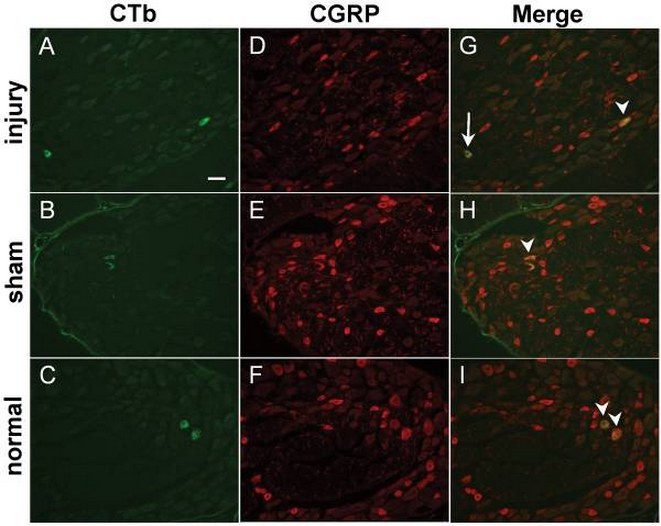 CTb CGRP Merge
injury A D G
sham B E H
normal C F I